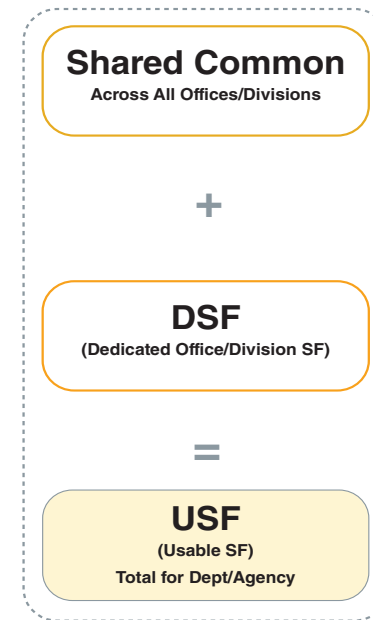 Shared Common
Across All Offices/Divisions
+
DSF
(Dedicated Office/Division SF)
=
USF
(Usable SF)
Total for Dept/Agency